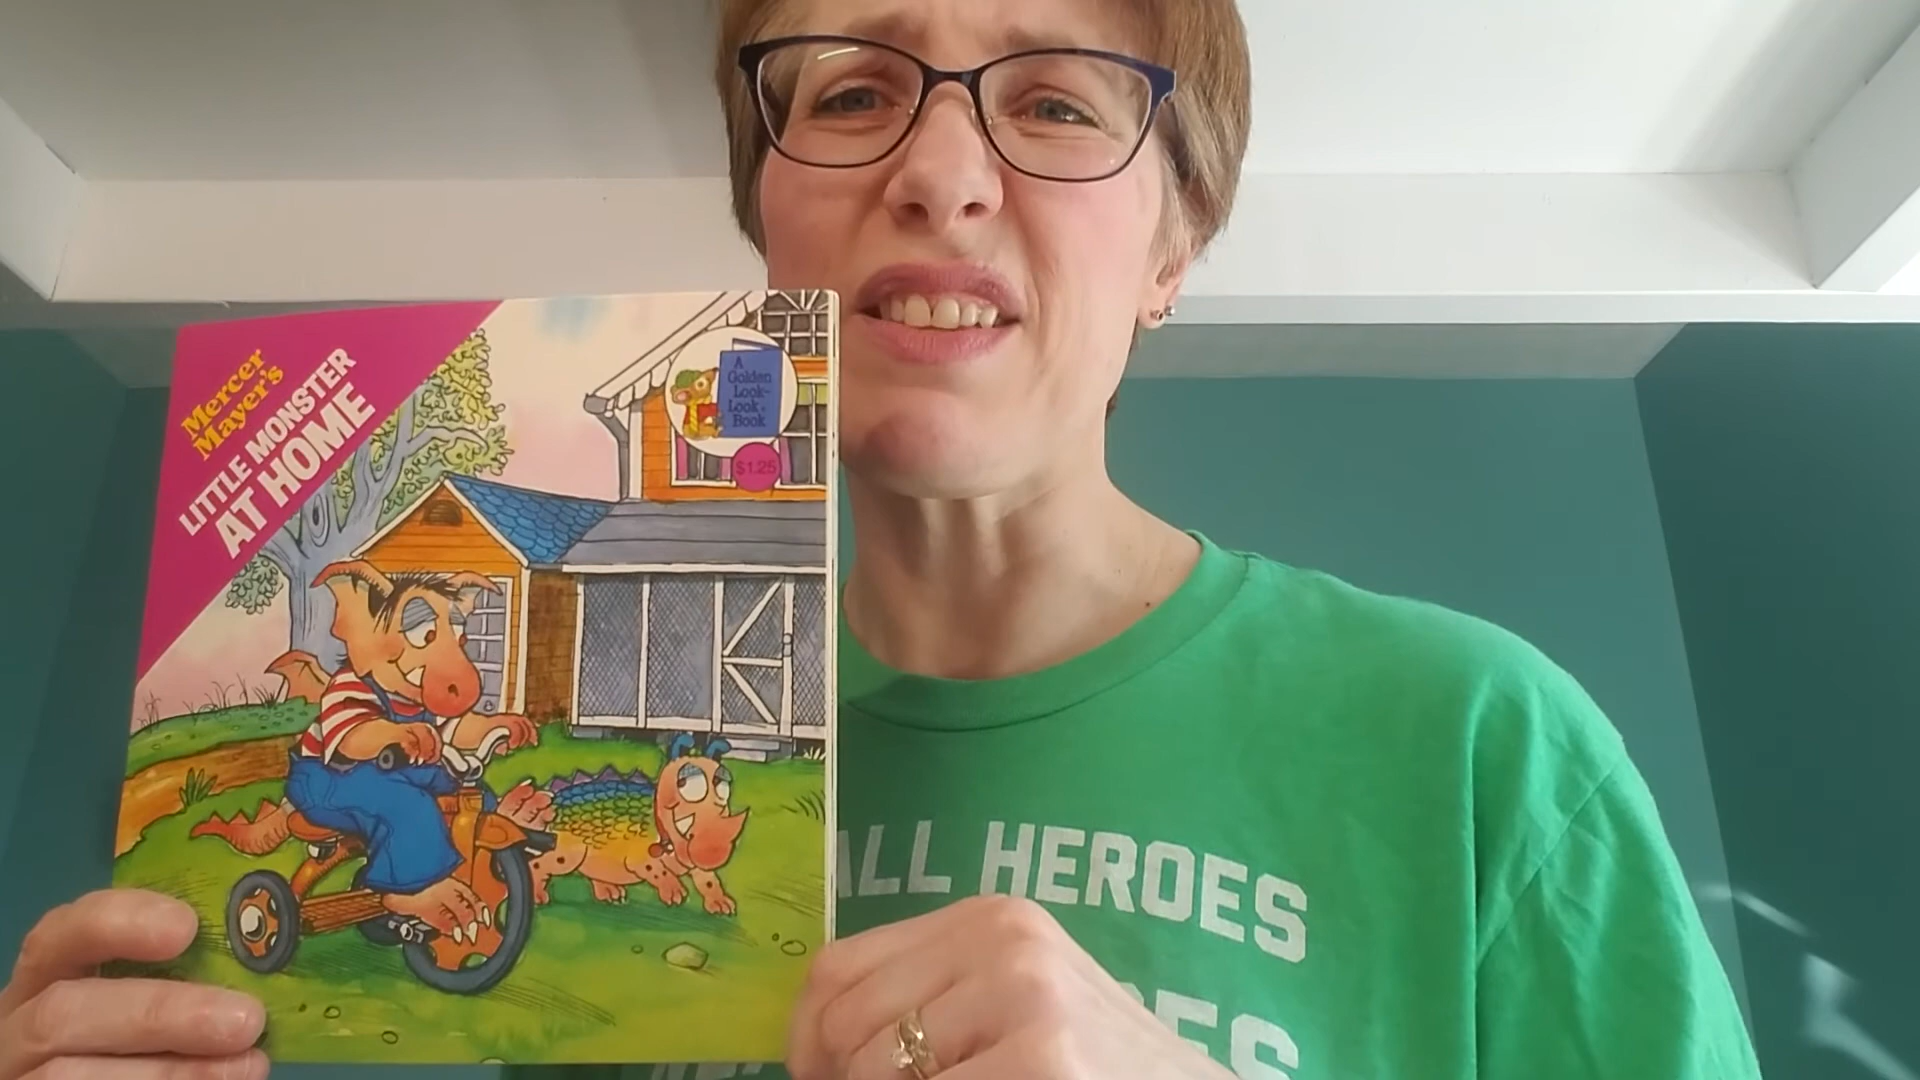 Mercer
Mayer's
LITTLE MONSTER
AT HOME
A
Golden
Look-
Look
Book
$1.25
ALL HEROES